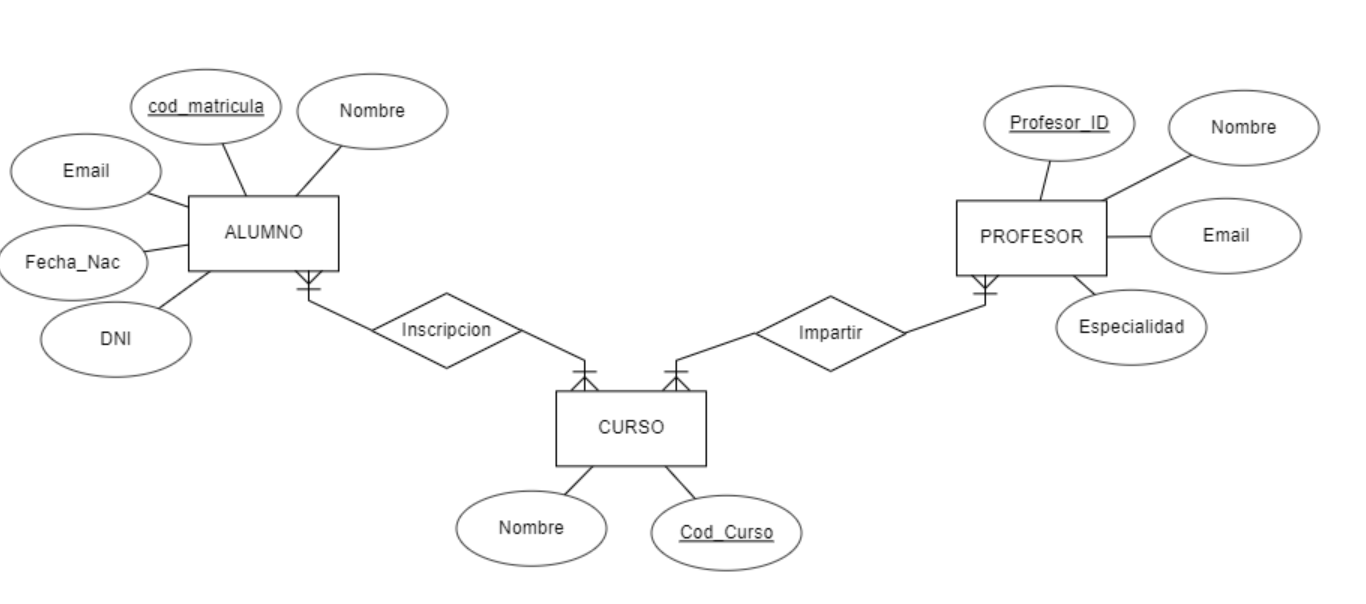 cod_matricula
Nombre
Email
ALUMNO
Fecha_Nac
DNI
Inscripcion
Profesor_ID
Nombre
PROFESOR
Email
Especialidad
Impartir
CURSO
Nombre
Cod_Curso